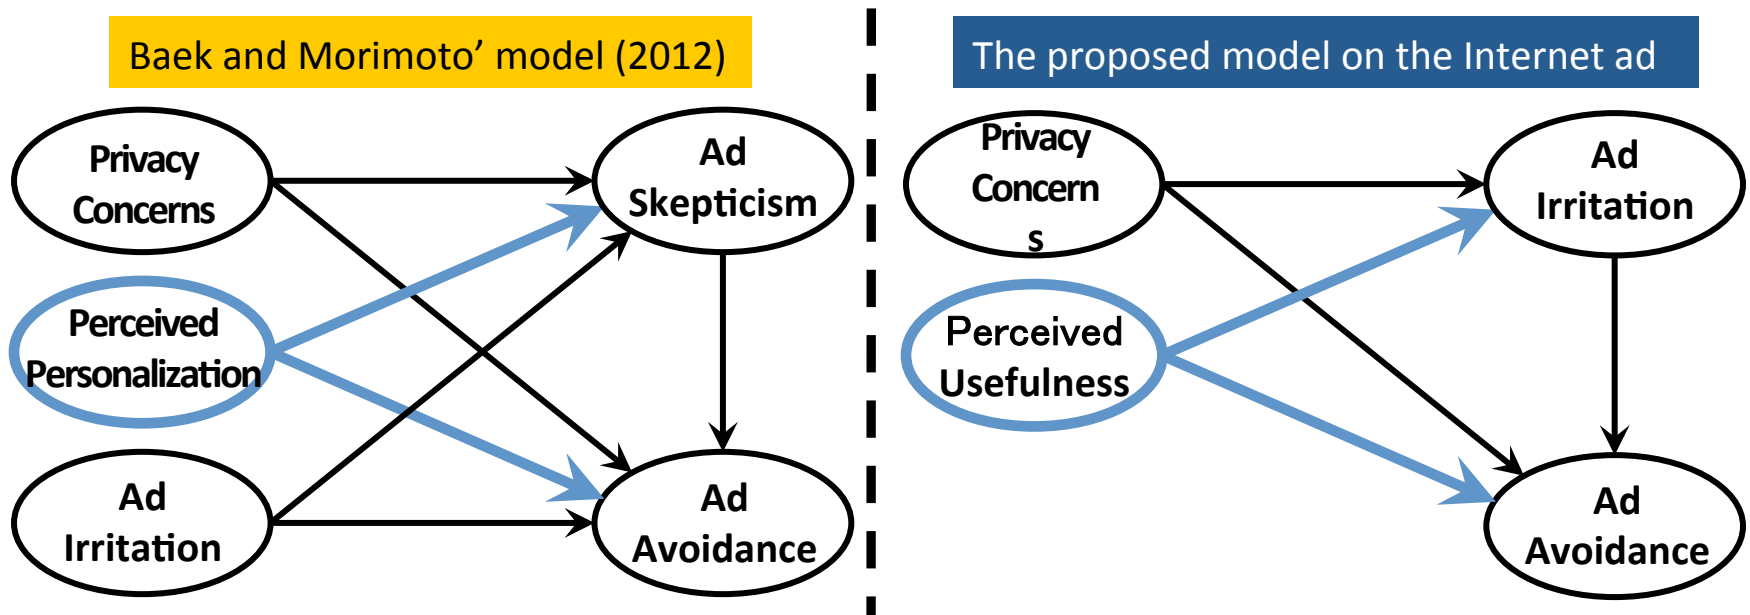 Baek and Morimoto' model (2012)
Privacy
Concerns
Perceived
Personalization
Ad
Irritation
Ad
Skepticism
Ad
Avoidance
The proposed model on the Internet ad
Privacy
Concern
s
Perceived
Usefulness
Ad
Irritation
Ad
Avoidance